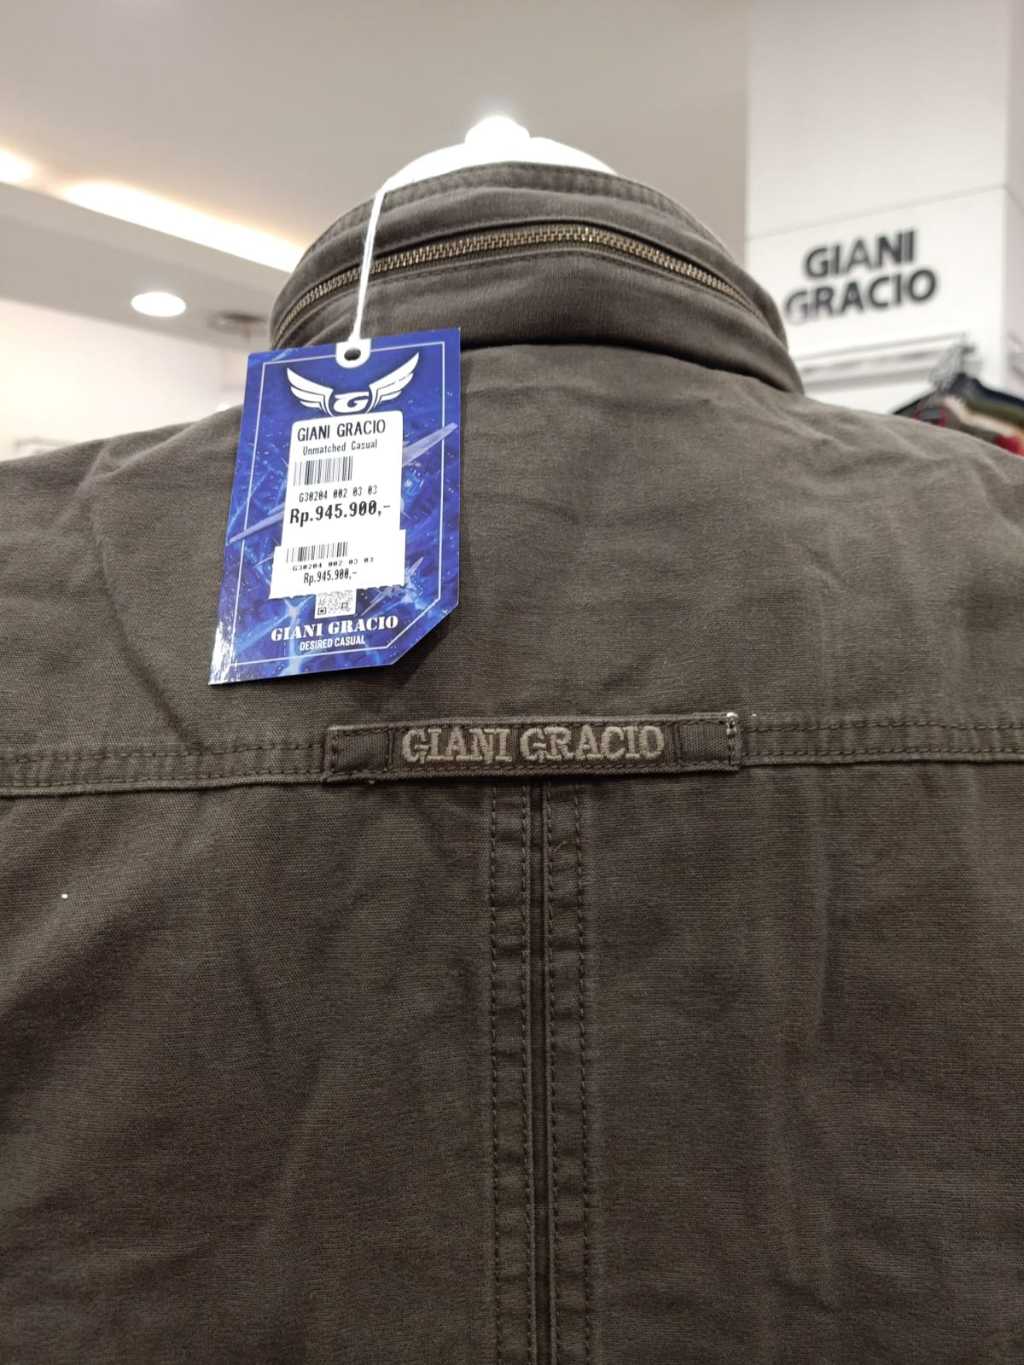 GIANI
GRACIO
G
GIANI GRACIO
Unmatched Casual
G30204 002 03 03
Rp.945.900,-
G30204 002 03 03
Rp.945.900,-
GIANI GRACIO
DESIRED CASUAL
GIANI GRACIO